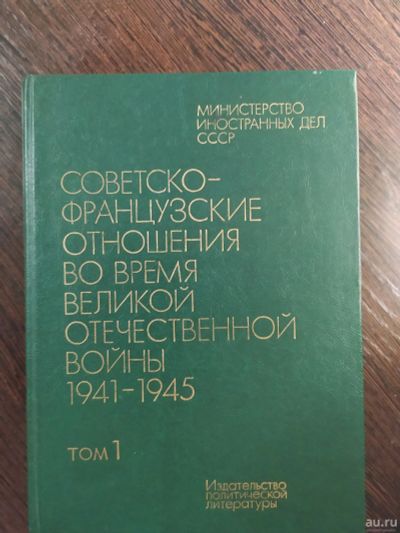 МИНИСТЕРСТВО
ИНОСТРАННЫХ ДЕЛ
СССР
СОВЕТСКО-
ФРАНЦУЗСКИЕ
ОТНОШЕНИЯ
ВО ВРЕМЯ
ВЕЛИКОЙ
ОТЕЧЕСТВЕННОЙ
ВОЙНЫ
1941-1945
ТОМ 1
Издательство
политической
литературы
au.ru